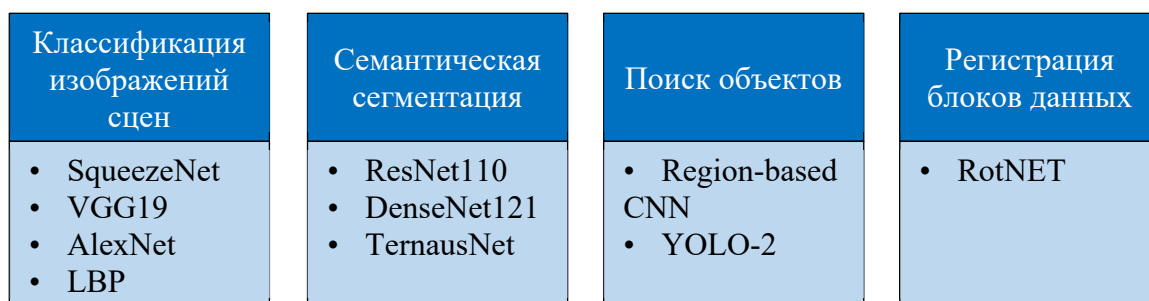 Классификация
изображений
сцен
• SqueezeNet
• VGG19
• AlexNet
• LBP
Семантическая
сегментация
• ResNet110
• DenseNet121
• TernausNet
Поиск объектов
• Region-based
CNN
• YOLO-2
Регистрация
блоков данных
• RotNET